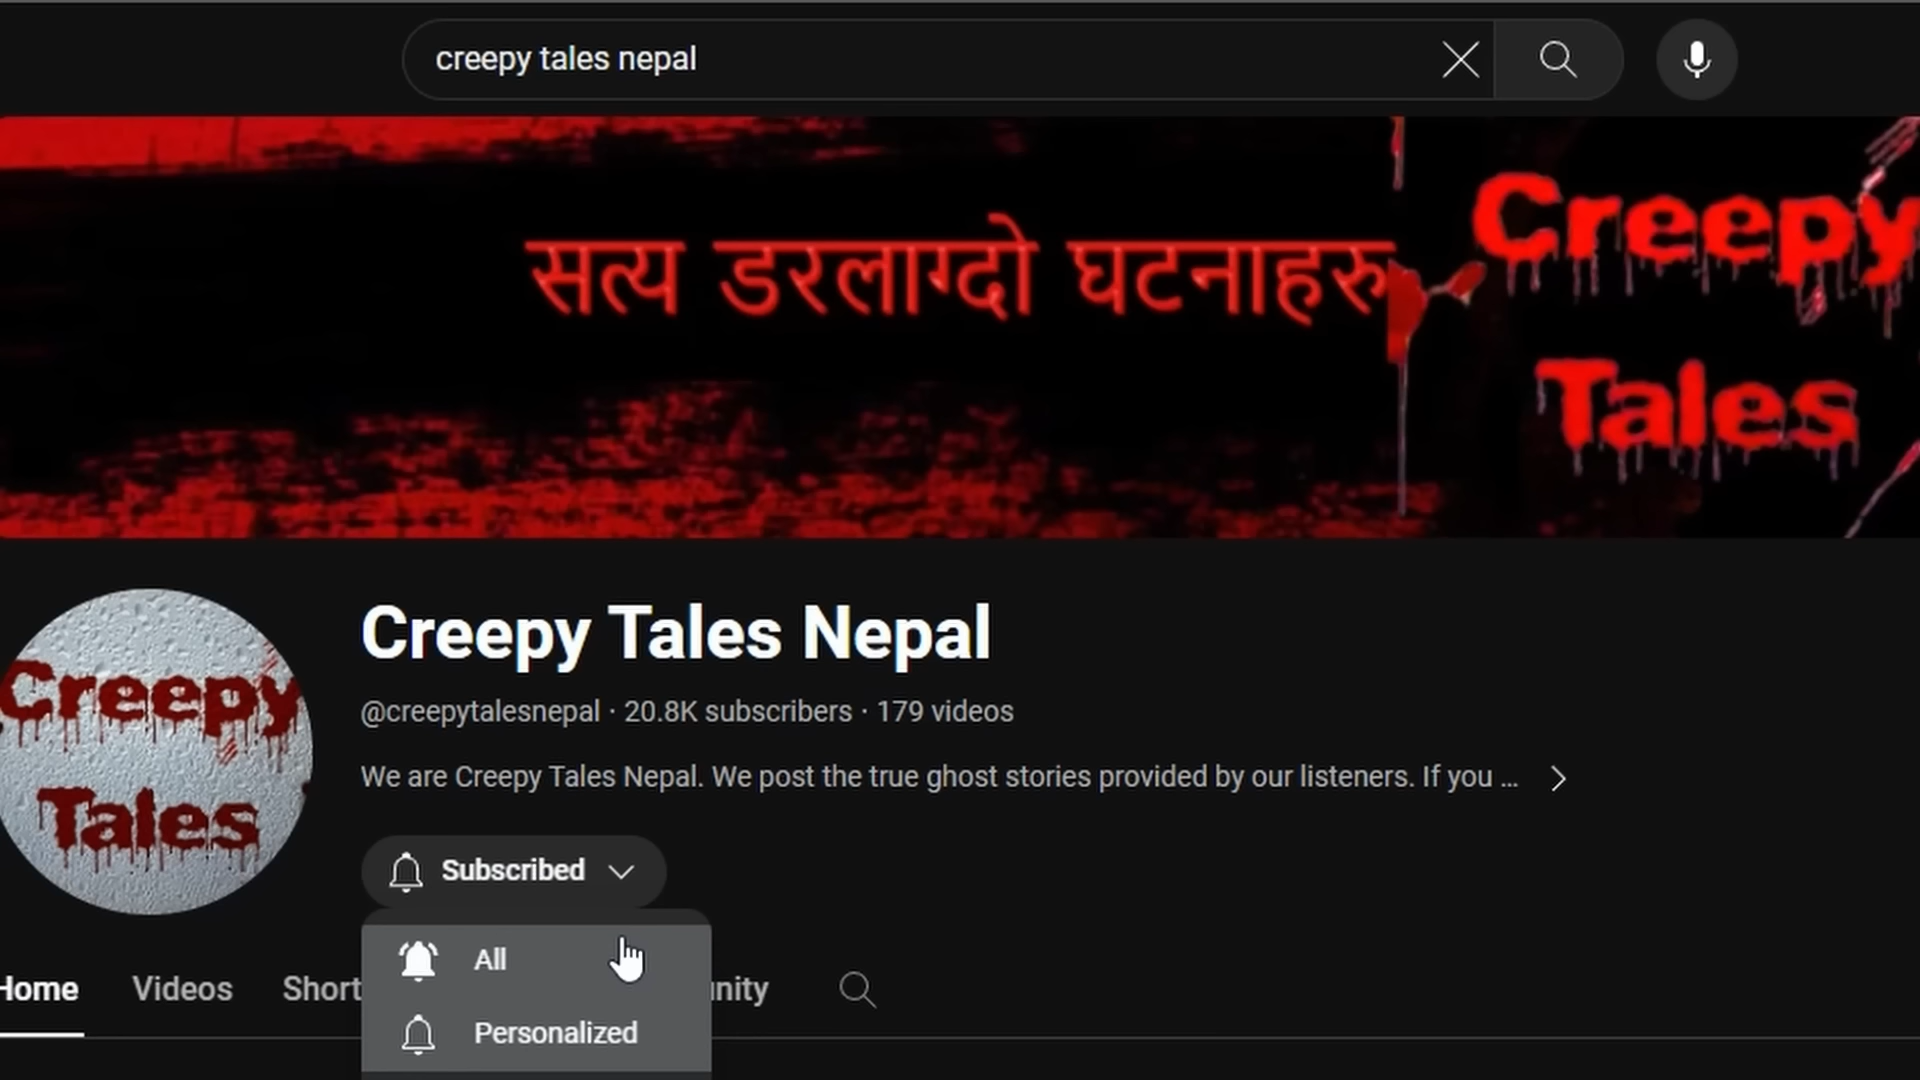 creepy tales nepal
सत्य डरलाग्दो घटनाहरु
Creepy
Tales
Creepy
Tales
Creepy Tales Nepal
@creepytalesnepal · 20.8K subscribers · 179 videos
We are Creepy Tales Nepal. We post the true ghost stories provided by our listeners. If you ...
Subscribed
All
Home Videos Short nity
Personalized